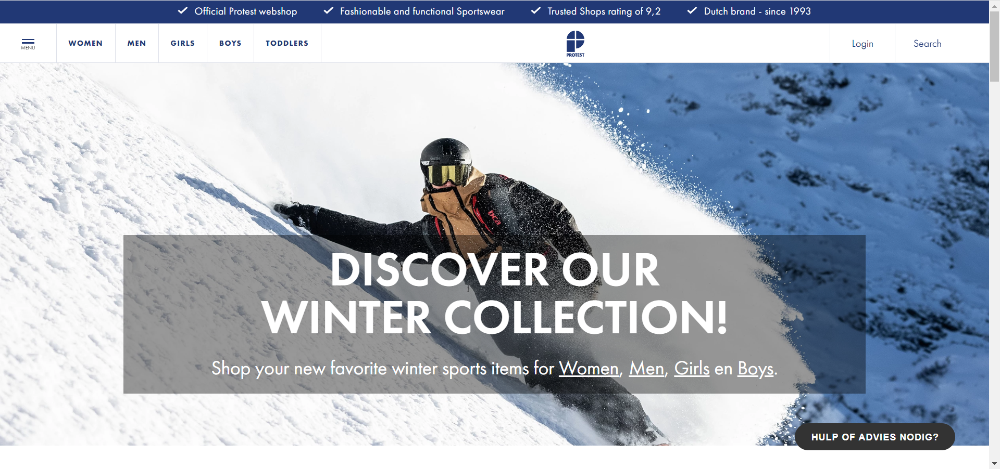 Official Protest webshop
Fashionable and functional Sportswear
Trusted Shops rating of 9,2
Dutch brand - since 1993
MENU
WOMEN
MEN
GIRLS
BOYS
TODDLERS
PROTEST
Login
Search
SMITH
bca
DISCOVER OUR
WINTER COLLECTION!
Shop your new favorite winter sports items for Women, Men, Girls en Boys.
HULP OF ADVIES NODIG?